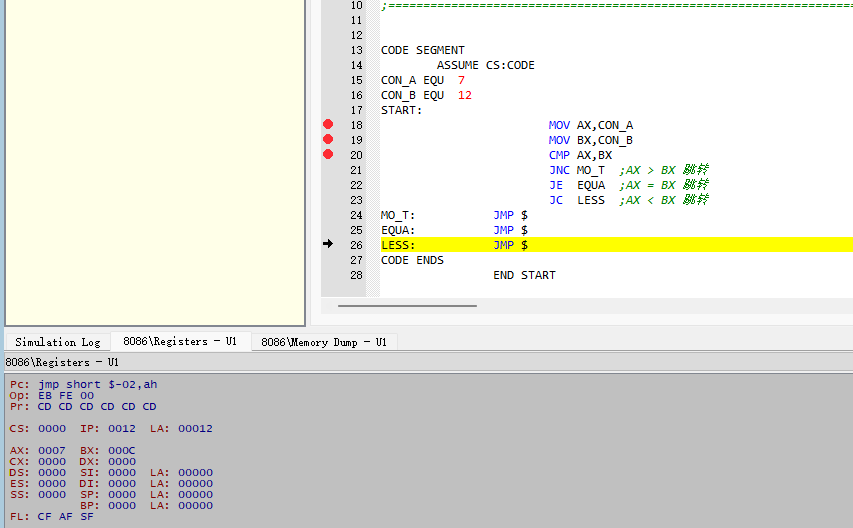 10 ;==================================================================
11
12
13 CODE SEGMENT
14 ASSUME CS:CODE
15 CON_A EQU 7
16 CON_B EQU 12
17 START:
18 MOV AX,CON_A
19 MOV BX,CON_B
20 CMP AX,BX
21 JNC MO_T ;AX > BX 跳转
22 JE EQUA ;AX = BX 跳转
23 JC LESS ;AX < BX 跳转
24 MO_T: JMP $
25 EQUA: JMP $
26 LESS: JMP $
27 CODE ENDS
28 END START
Simulation Log 8086\Registers - U1 8086\Memory Dump - U1
8086\Registers - U1
Pc: jmp short $-02,ah
Op: EB FE 00
Pr: CD CD CD CD CD CD
CS: 0000 IP: 0012 LA: 00012
AX: 0007 BX: 000C
CX: 0000 DX: 0000
DS: 0000 SI: 0000 LA: 00000
ES: 0000 DI: 0000 LA: 00000
SS: 0000 SP: 0000 LA: 00000
BP: 0000 LA: 00000
FL: CF AF SF